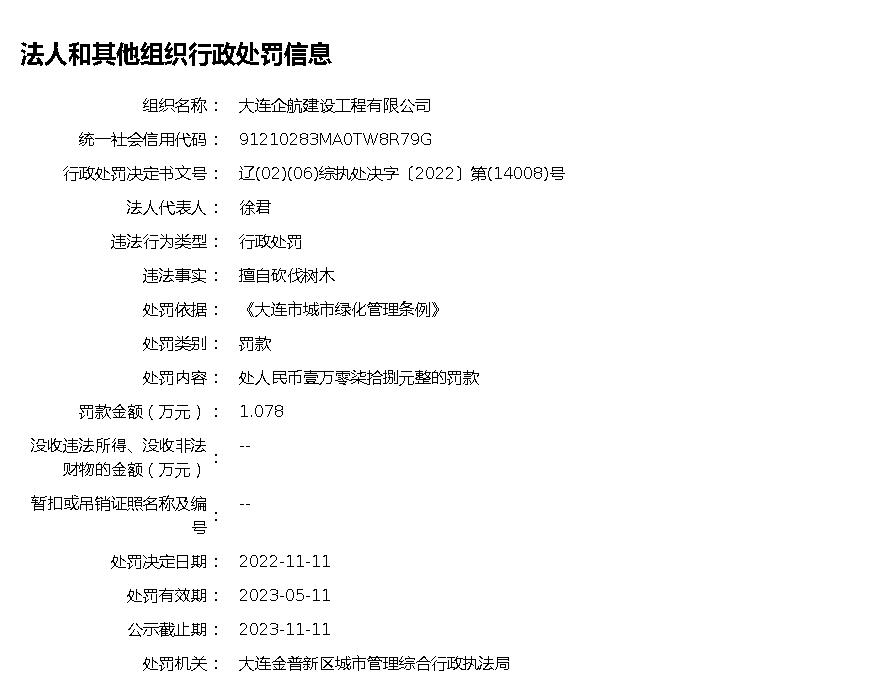 法人和其他组织行政处罚信息
组织名称： 大连企航建设工程有限公司
统一社会信用代码： 91210283MA0TW8R79G
行政处罚决定书文号： 辽(02)(06)综执处决字〔2022〕第(14008)号
法人代表人： 徐君
违法行为类型： 行政处罚
违法事实： 擅自砍伐树木
处罚依据： 《大连市城市绿化管理条例》
处罚类别： 罚款
处罚内容： 处人民币壹万零柒拾捌元整的罚款
罚款金额（万元）： 1.078
没收违法所得、没收非法
财物的金额（万元）： --
暂扣或吊销证照名称及编
号： --
处罚决定日期： 2022-11-11
处罚有效期： 2023-05-11
公示截止期： 2023-11-11
处罚机关： 大连金普新区城市管理综合行政执法局